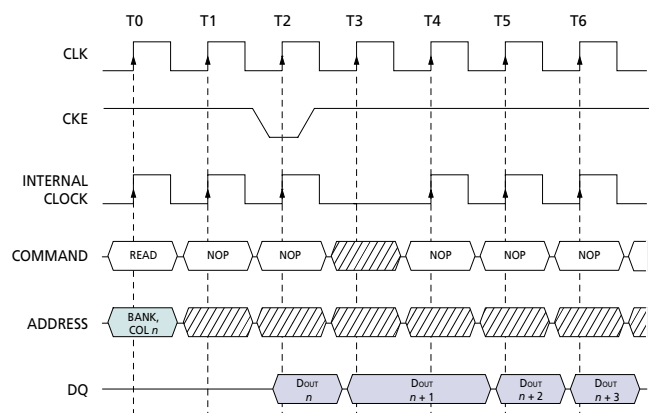 T0 T1 T2 T3 T4 T5 T6
CLK
CKE
INTERNAL
CLOCK
COMMAND READ NOP NOP NOP NOP NOP
ADDRESS BANK,
COL n
DQ DOUT DOUT DOUT DOUT
n n + 1 n + 2 n + 3